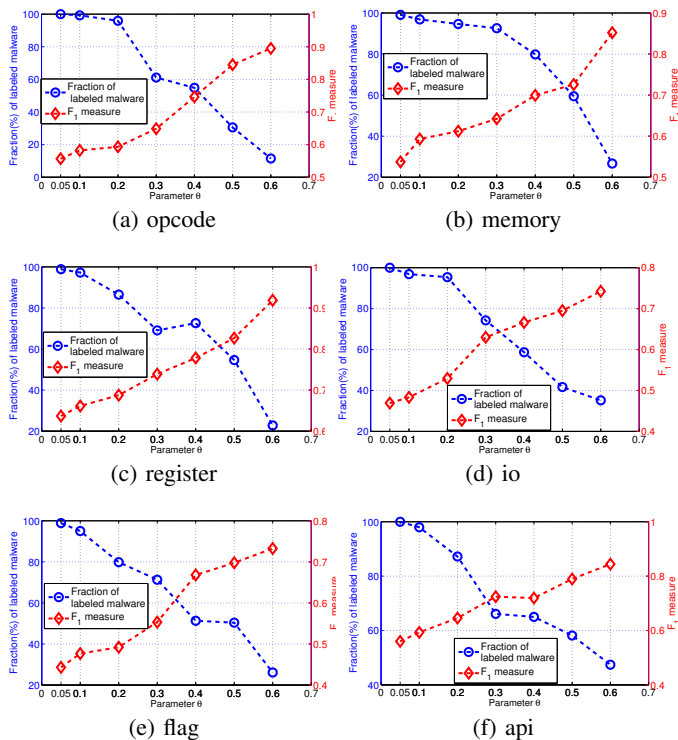 100
80
60
40
20
0
Fraction(%) of labeled malware
Fraction of
labeled malware
F1 measure
1
0.9
0.8
0.7
0.6
0.5
F1 measure
0 0.05 0.1 0.2 0.3 0.4 0.5 0.6 0.7
Parameter θ
(a) opcode
100
80
60
40
20
Fraction(%) of labeled malware
Fraction of
labeled malware
F1 measure
0.9
0.8
0.7
0.6
0.5
F1 measure
0 0.05 0.1 0.2 0.3 0.4 0.5 0.6 0.7
Parameter θ
(b) memory
100
80
60
40
20
Fraction(%) of labeled malware
Fraction of
labeled malware
F1 measure
1
0.9
0.8
0.7
0.6
F1 measure
0 0.05 0.1 0.2 0.3 0.4 0.5 0.6 0.7
Parameter θ
(c) register
100
80
60
40
20
Fraction(%) of labeled malware
Fraction of
labeled malware
F1 measure
0.8
0.7
0.6
0.5
0.4
F1 measure
0 0.05 0.1 0.2 0.3 0.4 0.5 0.6 0.7
Parameter θ
(d) io
100
80
60
40
20
Fraction(%) of labeled malware
Fraction of
labeled malware
F1 measure
0.8
0.7
0.6
0.5
0.4
F1 measure
0 0.05 0.1 0.2 0.3 0.4 0.5 0.6 0.7
Parameter θ
(e) flag
100
80
60
40
Fraction(%) of labeled malware
Fraction of
labeled malware
F1 measure
1
0.8
0.6
0.4
F1 measure
0 0.05 0.1 0.2 0.3 0.4 0.5 0.6 0.7
Parameter θ
(f) api